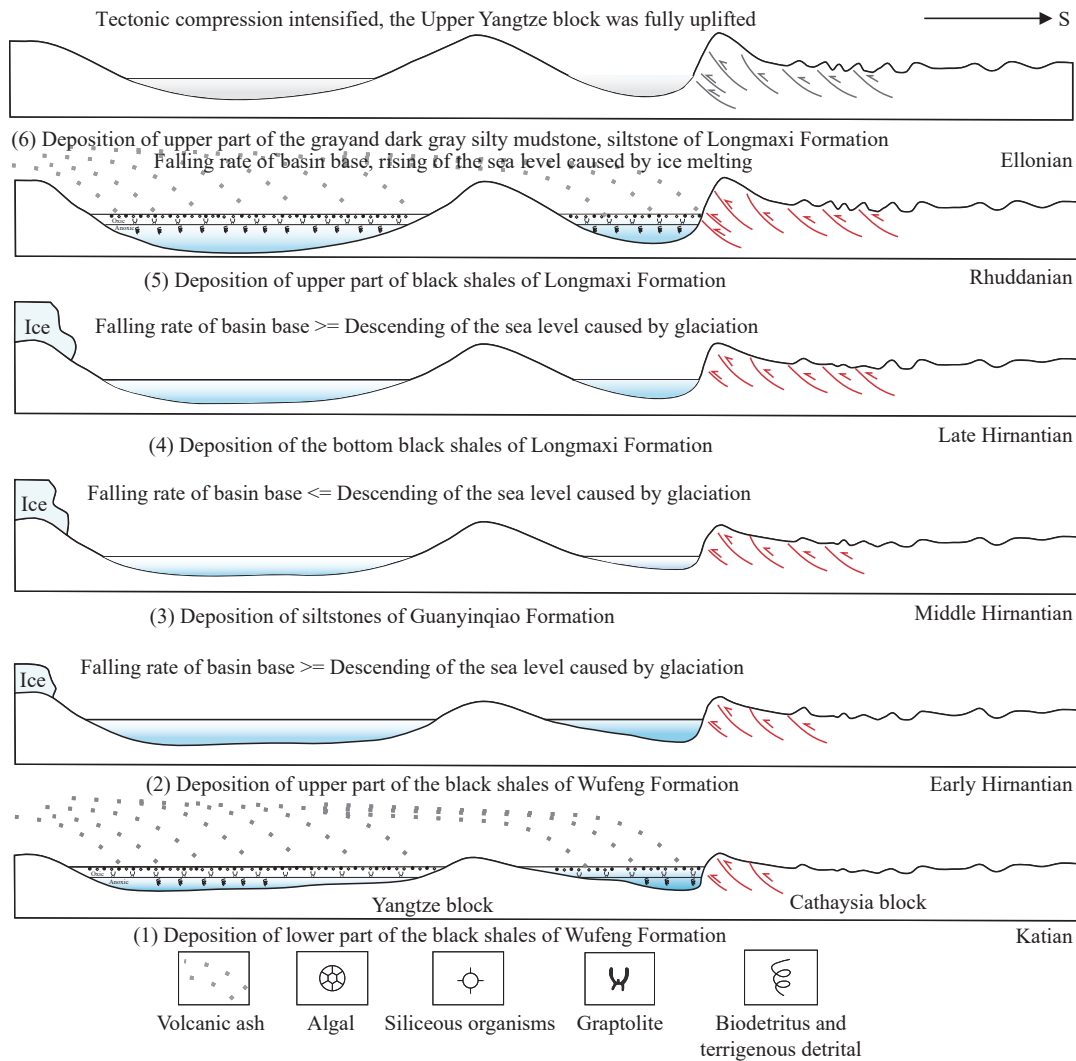 Tectonic compression intensified, the Upper Yangtze block was fully uplifted
S
(6) Deposition of upper part of the grayand dark gray silty mudstone, siltstone of Longmaxi Formation
Ellonian
Falling rate of basin base, rising of the sea level caused by ice melting
Oxic
Anoxic
(5) Deposition of upper part of black shales of Longmaxi Formation
Rhuddanian
Ice
Falling rate of basin base >= Descending of the sea level caused by glaciation
Late Hirnantian
(4) Deposition of the bottom black shales of Longmaxi Formation
Ice
Falling rate of basin base <= Descending of the sea level caused by glaciation
(3) Deposition of siltstones of Guanyinqiao Formation
Middle Hirnantian
Ice
Falling rate of basin base >= Descending of the sea level caused by glaciation
(2) Deposition of upper part of the black shales of Wufeng Formation
Early Hirnantian
Oxic
Anoxic
Yangtze block
Cathaysia block
(1) Deposition of lower part of the black shales of Wufeng Formation
Katian
Volcanic ash
Algal
Siliceous organisms
Graptolite
Biodetritus and
terrigenous detrital